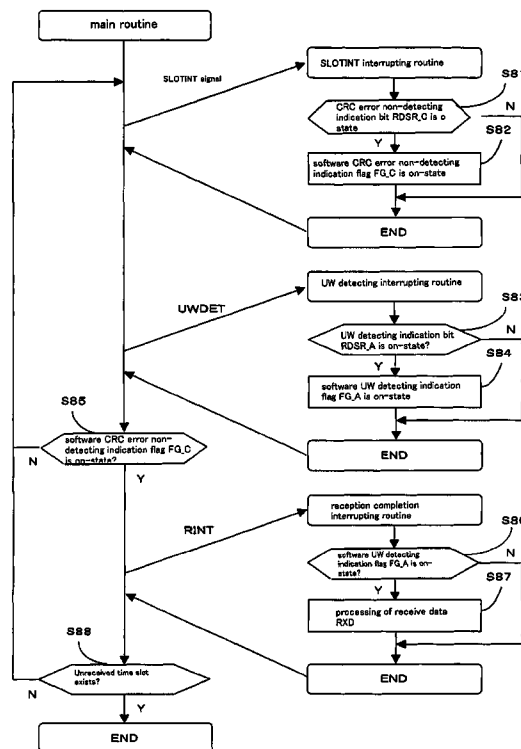 main routine
SLOTINT signal
SLOTINT interrupting routine
CRC error non-detecting
indication bit RDSR_C is o
state
N
S82
Y
software CRC error non-detecting
indication flag FG_C is on-state
END
UWDET
UW detecting interrupting routine
UW detecting indication bit
RDSR_A is on-state?
N
S84
Y
software UW detecting indication
flag FG_A is on-state
END
S85
software CRC error non-
detecting indication flag FG_C
is on-state?
N
Y
RINT
reception completion
interrupting routine
software UW detecting
indication flag FG_A is on-
state?
N
S87
Y
processing of receive data
RXD
END
S88
Unreceived time slot
exists?
N
Y
END